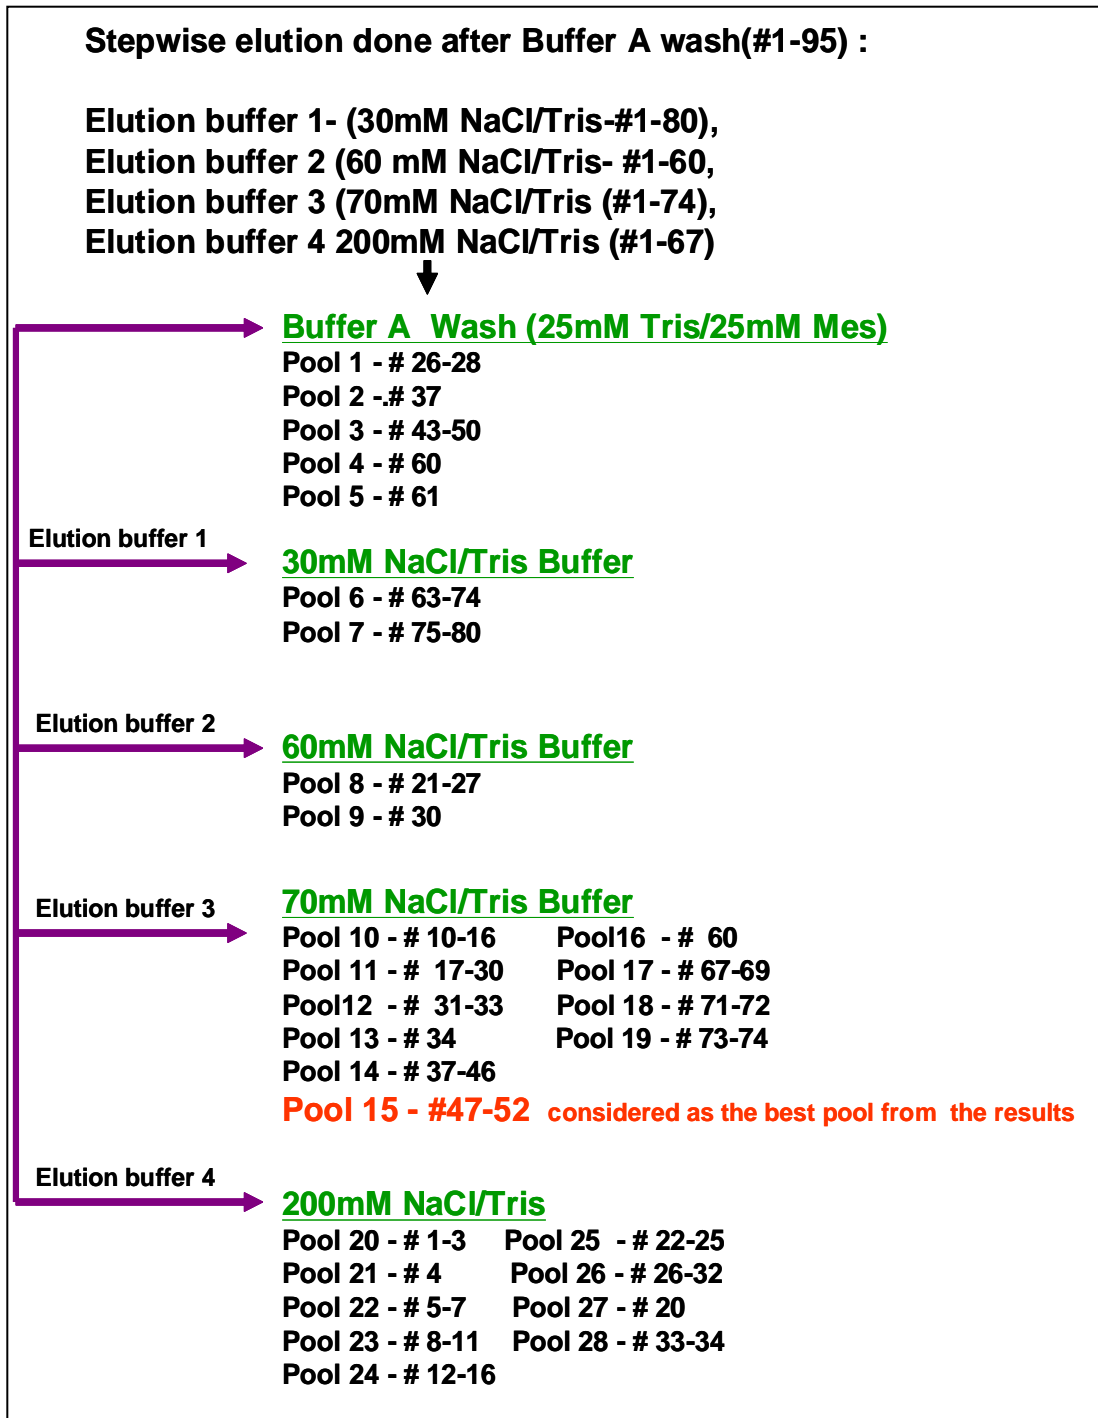 Stepwise elution done after Buffer A wash(#1-95) :
Elution buffer 1- (30mM NaCl/Tris-#1-80),
Elution buffer 2 (60 mM NaCl/Tris- #1-60,
Elution buffer 3 (70mM NaCl/Tris (#1-74),
Elution buffer 4 200mM NaCl/Tris (#1-67)
Buffer A Wash (25mM Tris/25mM Mes)
Pool 1 - # 26-28
Pool 2 -.# 37
Pool 3 - # 43-50
Pool 4 - # 60
Pool 5 - # 61
Elution buffer 1
30mM NaCl/Tris Buffer
Pool 6 - # 63-74
Pool 7 - # 75-80
Elution buffer 2
60mM NaCl/Tris Buffer
Pool 8 - # 21-27
Pool 9 - # 30
Elution buffer 3
70mM NaCl/Tris Buffer
Pool 10 - # 10-16 Pool16 - # 60
Pool 11 - # 17-30 Pool 17 - # 67-69
Pool12 - # 31-33 Pool 18 - # 71-72
Pool 13 - # 34 Pool 19 - # 73-74
Pool 14 - # 37-46
Pool 15 - #47-52 considered as the best pool from the results
Elution buffer 4
200mM NaCl/Tris
Pool 20 - # 1-3 Pool 25 - # 22-25
Pool 21 - # 4 Pool 26 - # 26-32
Pool 22 - # 5-7 Pool 27 - # 20
Pool 23 - # 8-11 Pool 28 - # 33-34
Pool 24 - # 12-16